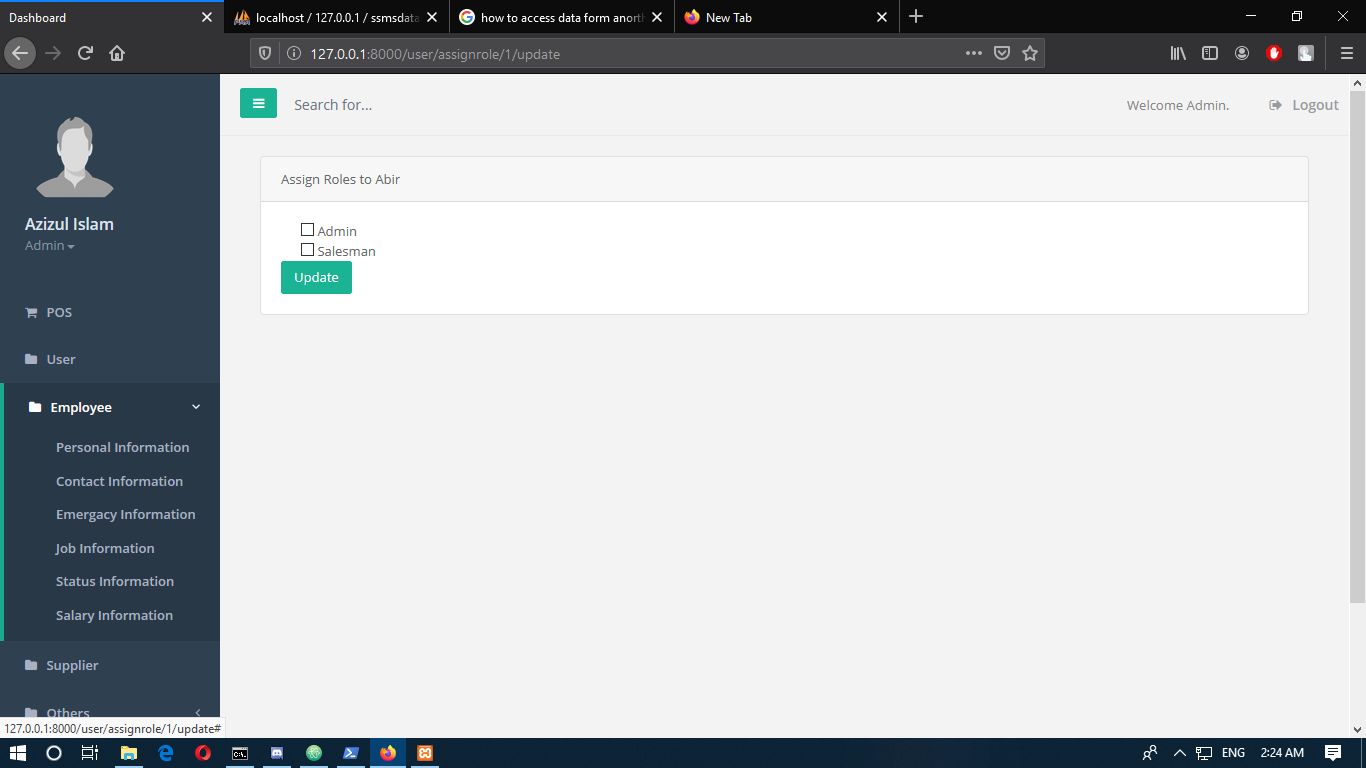 Dashboard
localhost / 127.0.0.1 / ssmsdata
how to access data form anorth
New Tab
127.0.0.1:8000/user/assignrole/1/update
Search for...
Welcome Admin.
Logout
Azizul Islam
Admin
POS
User
Employee
Personal Information
Contact Information
Emergacy Information
Job Information
Status Information
Salary Information
Supplier
Others
Assign Roles to Abir
Admin
Salesman
Update
127.0.0.1:8000/user/assignrole/1/update#
ENG
2:24 AM